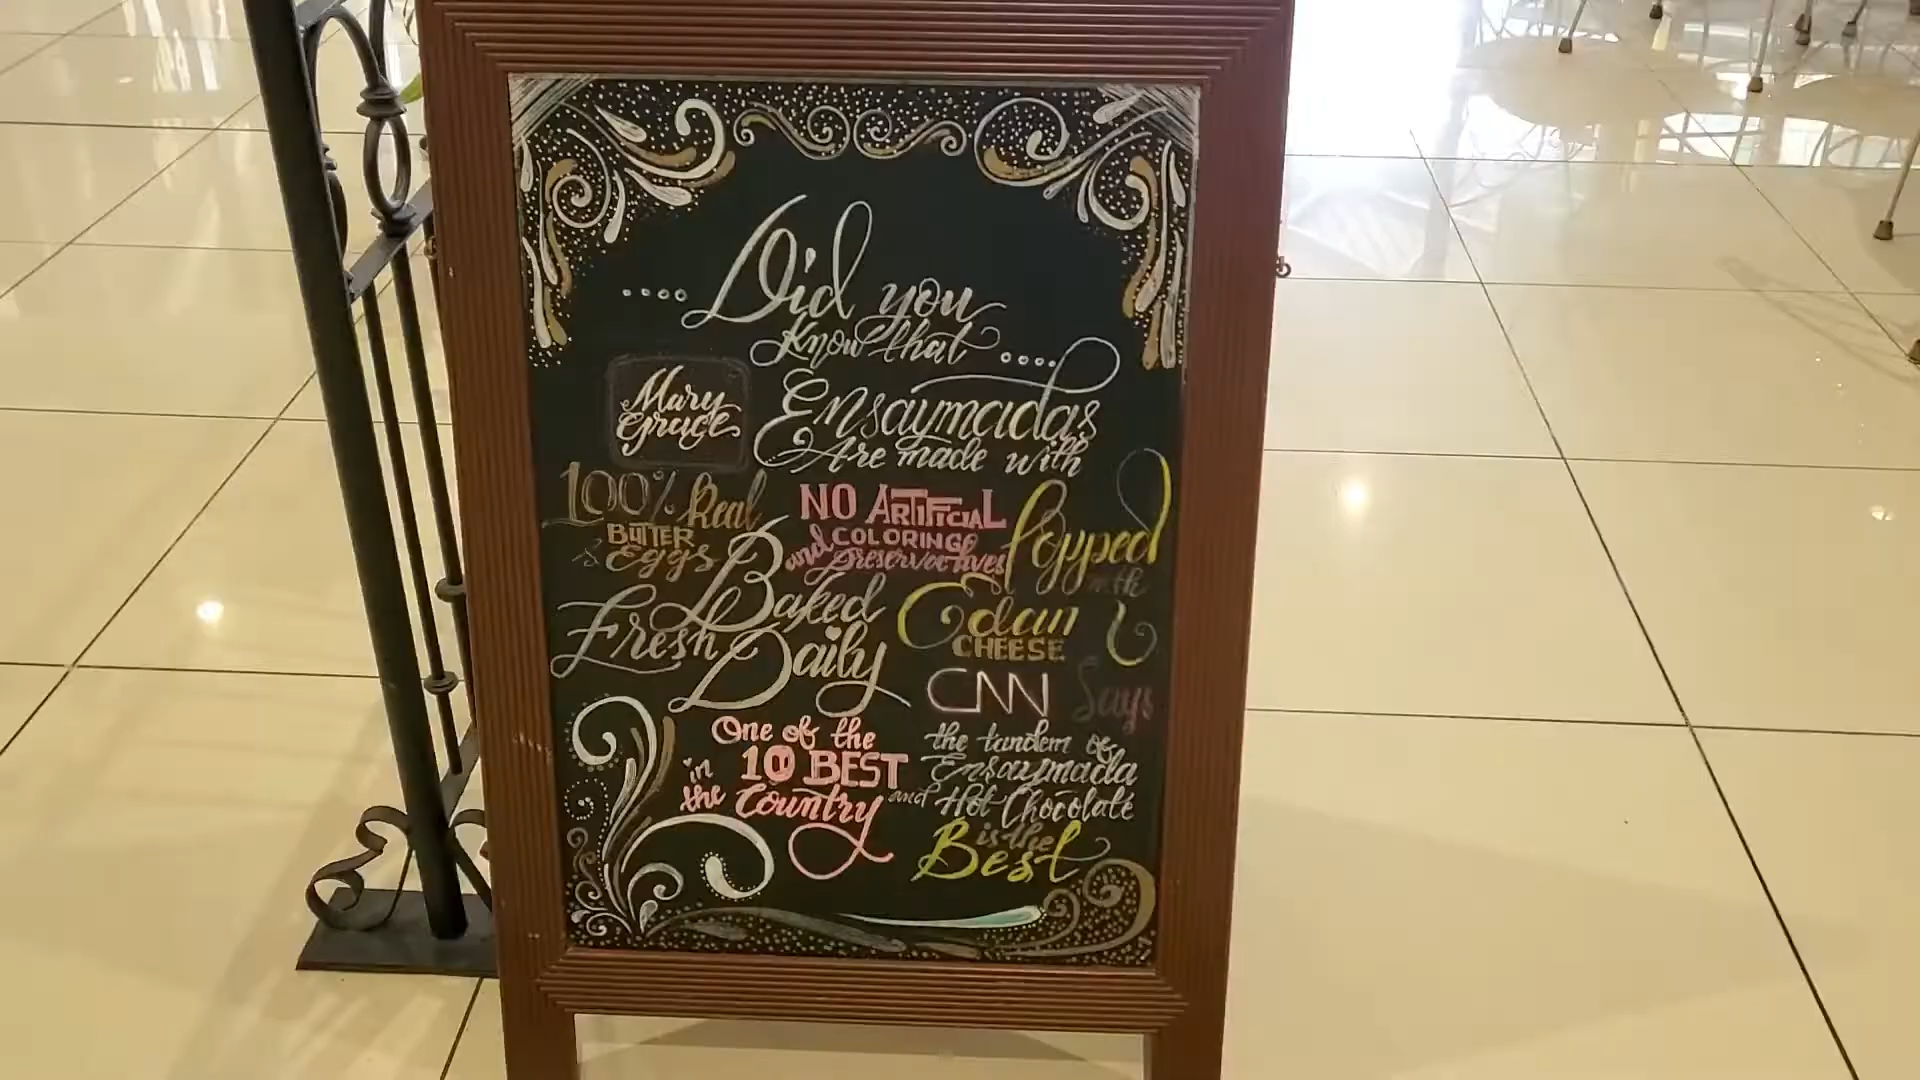 .... Did you
Know that ....
Mary
Grace
Ensaymadas
Are made with
100% Real
BUTTER
& Eggs
NO ARTIFICIAL
COLORING
and Preservatives
Topped
with
Edam
CHEESE
Baked
Fresh
Daily
CNN Says
One of the
in 10 BEST
the Country
the tandem of
Ensaymada
and Hot Chocolate
is the
Best